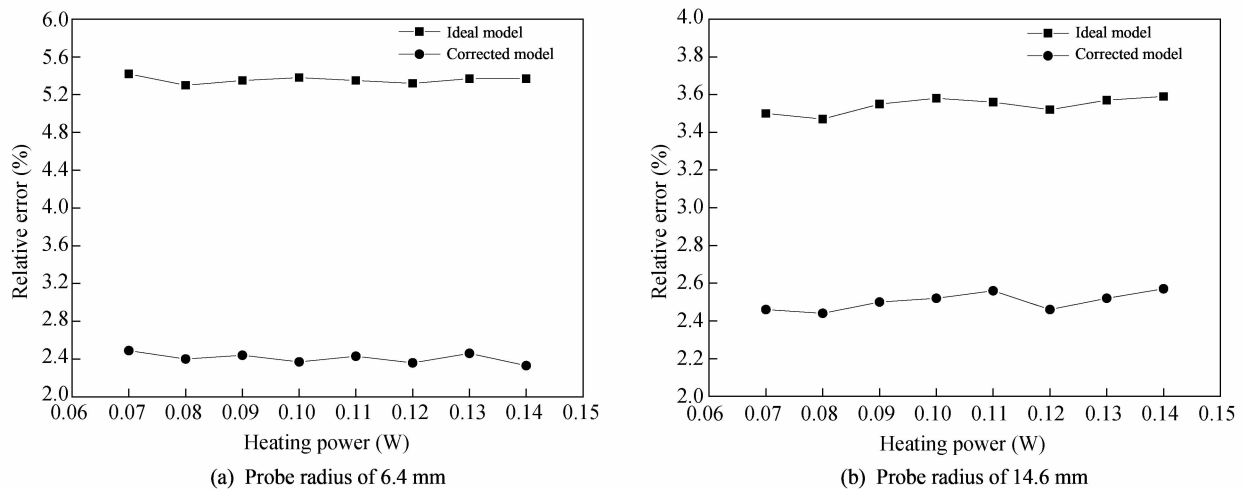 6.0
5.6
5.2
4.8
4.4
4.0
3.6
3.2
2.8
2.4
2.0
Relative error (%)
Ideal model
Corrected model
0.06 0.07 0.08 0.09 0.10 0.11 0.12 0.13 0.14 0.15
Heating power (W)
(a) Probe radius of 6.4 mm
4.0
3.8
3.6
3.4
3.2
3.0
2.8
2.6
2.4
2.2
2.0
Relative error (%)
Ideal model
Corrected model
0.06 0.07 0.08 0.09 0.10 0.11 0.12 0.13 0.14 0.15
Heating power (W)
(b) Probe radius of 14.6 mm